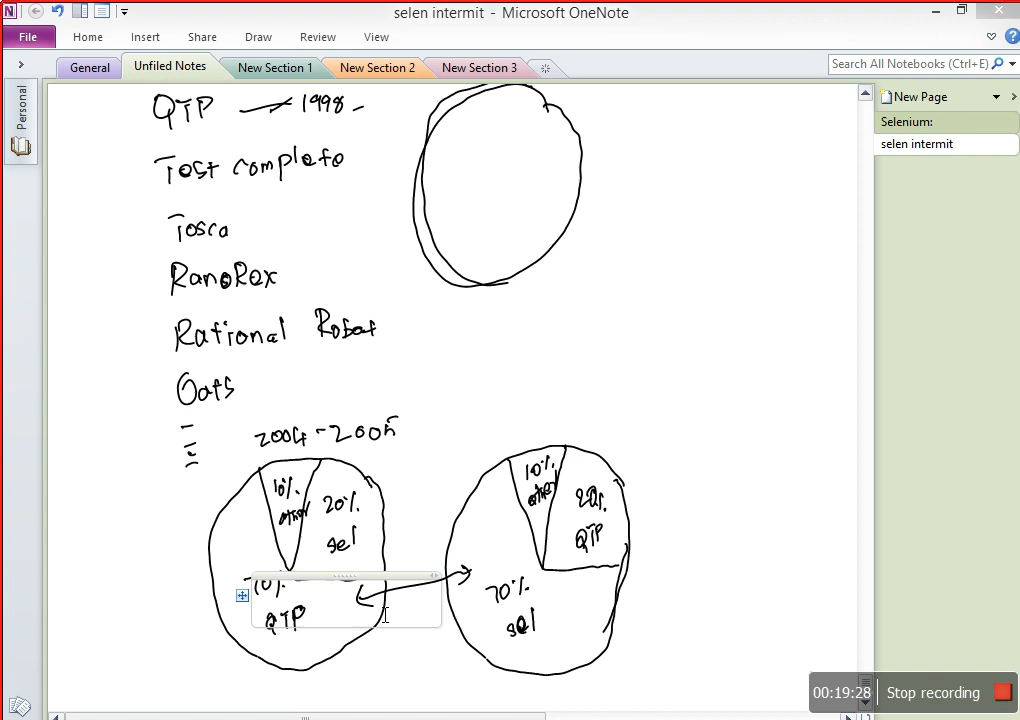 selen intermit - Microsoft OneNote
File Home Insert Share Draw Review View
General Unfiled Notes New Section 1 New Section 2 New Section 3
Search All Notebooks (Ctrl+E)
Personal
New Page
Selenium:
selen intermit
QTP 1998 -
Test complete
Tosca
RanoRex
Rational Robot
Oats
2004 - 2005
10%. other
20%. sel
70%. QTP
10%. other
20%. QTP
70%. sel
00:19:28 Stop recording